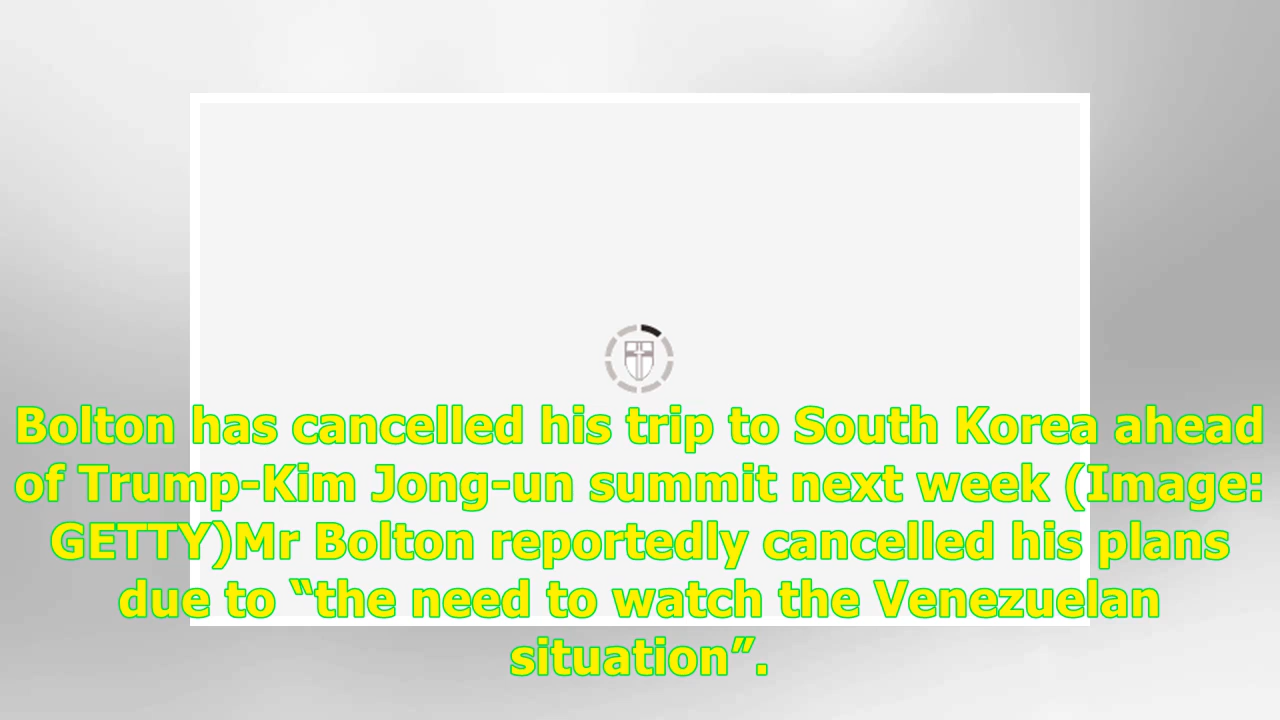 Bolton has cancelled his trip to South Korea ahead
of Trump-Kim Jong-un summit next week (Image:
GETTY)Mr Bolton reportedly cancelled his plans
due to “the need to watch the Venezuelan
situation”.